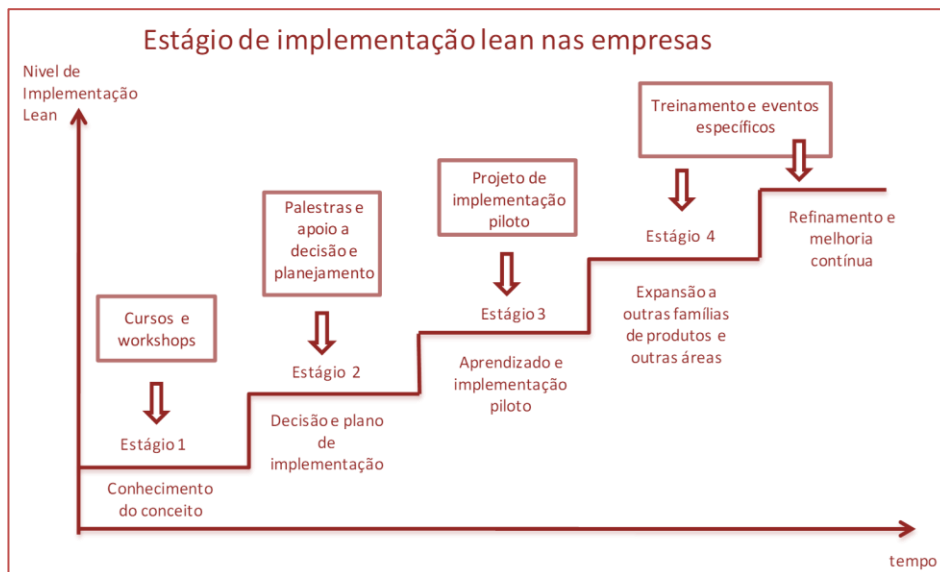 Estágio de implementação lean nas empresas
Nivel de
Implementação
Lean
Treinamento e eventos
específicos
Projeto de
implementação
piloto
Palestras e
apoio a
decisão e
planejamento
Cursos e
workshops
Estágio 1
Conhecimento
do conceito
Estágio 2
Decisão e plano
de
implementação
Estágio 3
Aprendizado e
implementação
piloto
Estágio 4
Expansão a
outras famílias
de produtos e
outras áreas
Refinamento e
melhoria
contínua
tempo